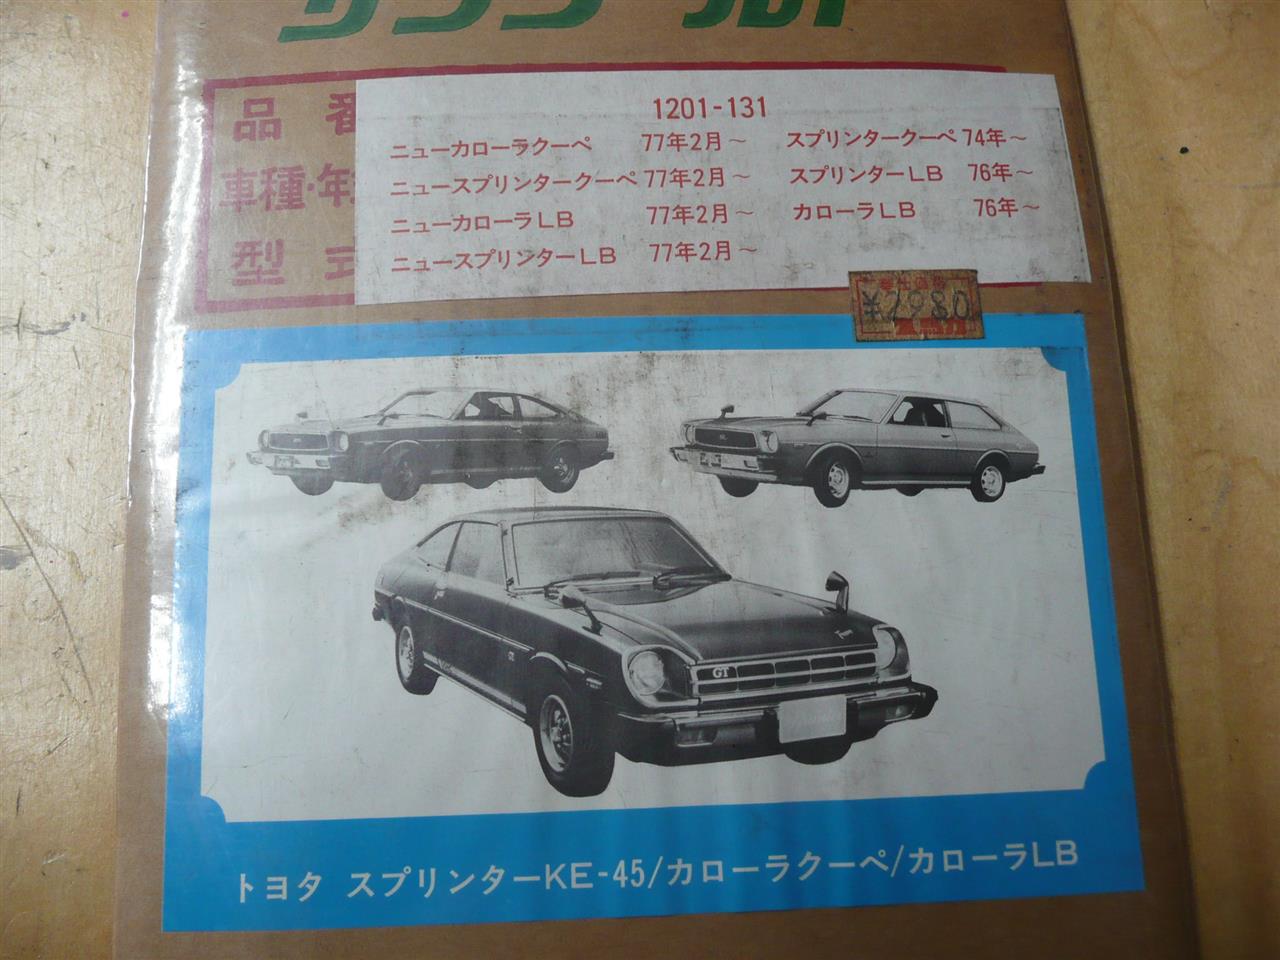 品番
1201-131
車種・年
型式
ニューカローラクーペ 77年2月～ スプリンタークーペ 74年～
ニュースプリンタークーペ 77年2月～ スプリンターLB 76年～
ニューカローラLB 77年2月～ カローラLB 76年～
ニュースプリンターLB 77年2月～
奉仕価格
¥2980
GT
トヨタ スプリンターKE-45/カローラクーペ/カローラLB